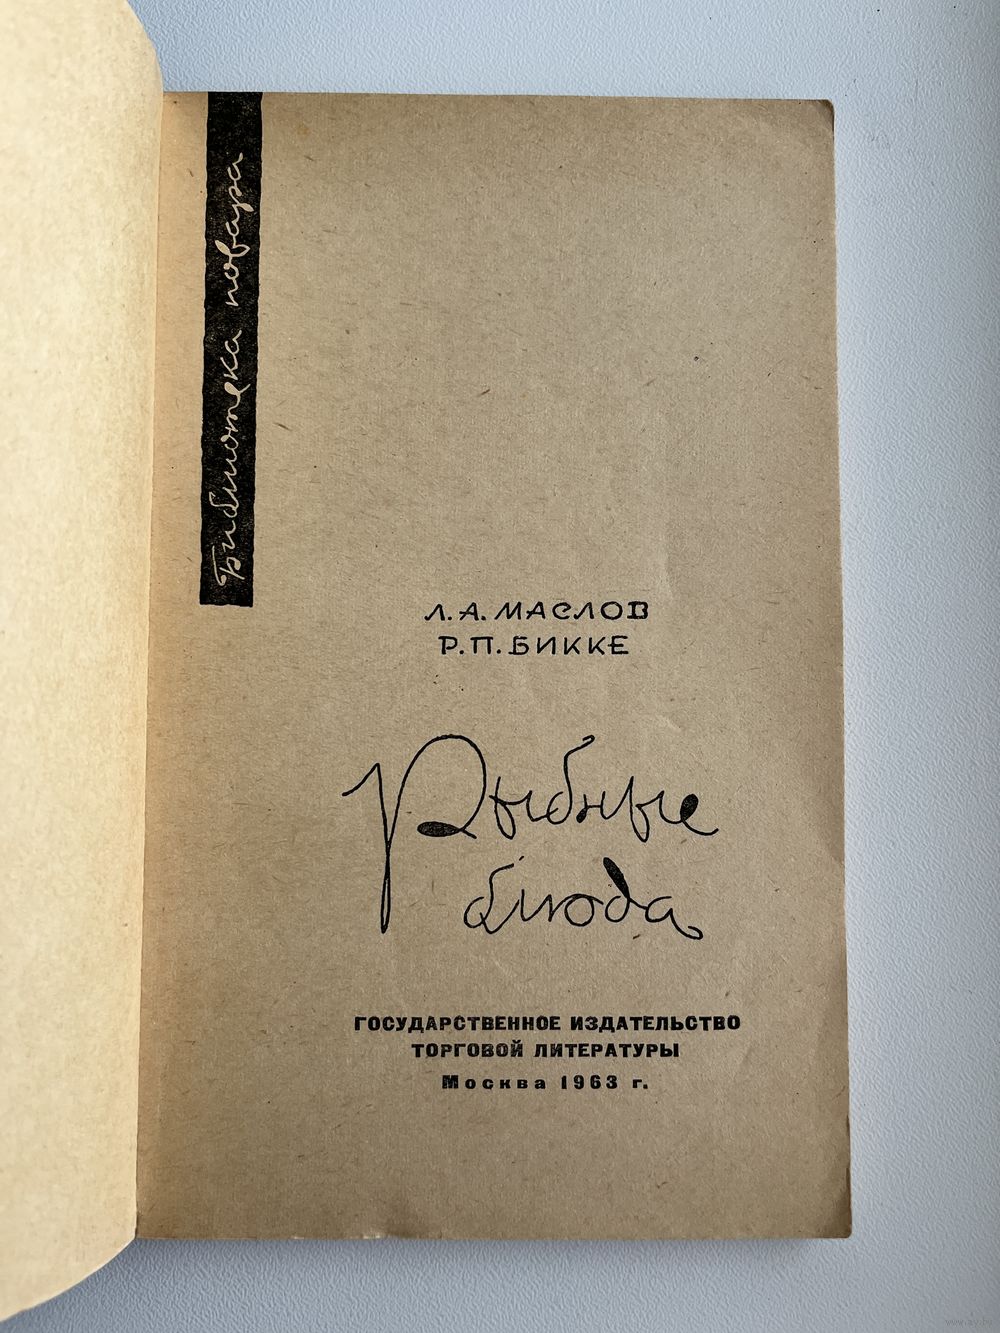 Библиотека повара
Л. А. МАСЛОВ
Р. П. БИККЕ
Рыбные
блюда
ГОСУДАРСТВЕННОЕ ИЗДАТЕЛЬСТВО
ТОРГОВОЙ ЛИТЕРАТУРЫ
Москва 1963 г.